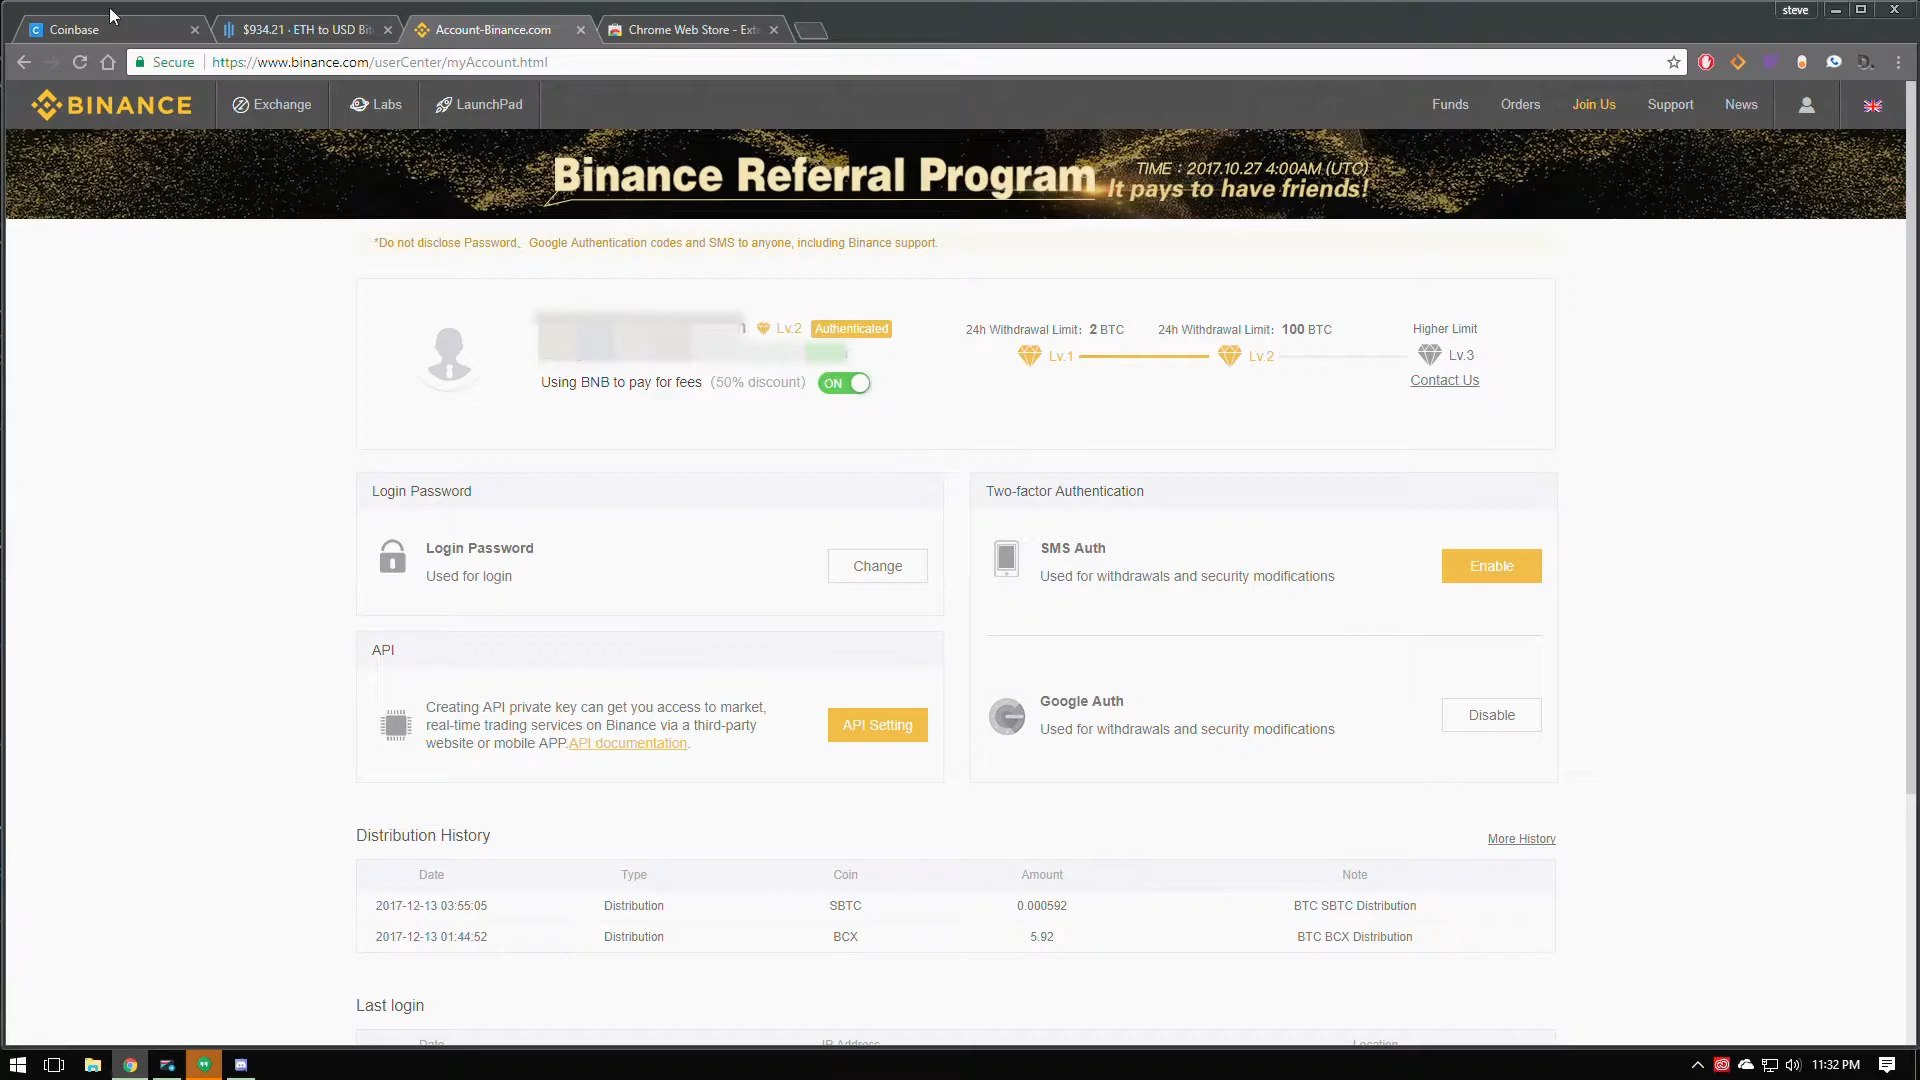 steve
Coinbase
$934.21 · ETH to USD Bit
Account-Binance.com
Chrome Web Store - Ext
Secure
https://www.binance.com/userCenter/myAccount.html
BINANCE
Exchange
Labs
LaunchPad
Funds
Orders
Join Us
Support
News
Binance Referral Program
TIME : 2017.10.27 4:00AM (UTC)
It pays to have friends!
*Do not disclose Password、Google Authentication codes and SMS to anyone, including Binance support.
Lv.2
Authenticated
Using BNB to pay for fees (50% discount)
ON
24h Withdrawal Limit: 2 BTC
24h Withdrawal Limit: 100 BTC
Higher Limit
Lv.1
Lv.2
Lv.3
Contact Us
Login Password
Login Password
Used for login
Change
API
Creating API private key can get you access to market,
real-time trading services on Binance via a third-party
website or mobile APP.API documentation.
API Setting
Two-factor Authentication
SMS Auth
Used for withdrawals and security modifications
Enable
Google Auth
Used for withdrawals and security modifications
Disable
Distribution History
More History
Date Type Coin Amount Note
2017-12-13 03:55:05 Distribution SBTC 0.000592 BTC SBTC Distribution
2017-12-13 01:44:52 Distribution BCX 5.92 BTC BCX Distribution
Last login
Date IP Address Location
11:32 PM